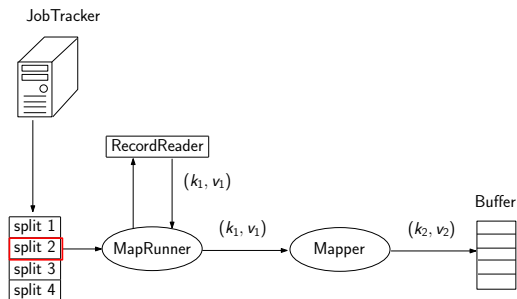 JobTracker
RecordReader
(k₁, v₁)
split 1
split 2
split 3
split 4
MapRunner
(k₁, v₁)
Mapper
(k₂, v₂)
Buffer